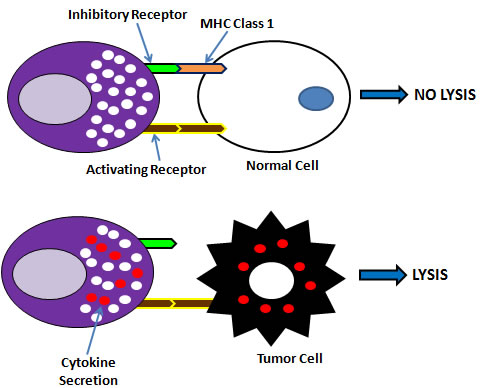 Inhibitory Receptor
MHC Class 1
NO LYSIS
Activating Receptor
Normal Cell
LYSIS
Cytokine
Secretion
Tumor Cell